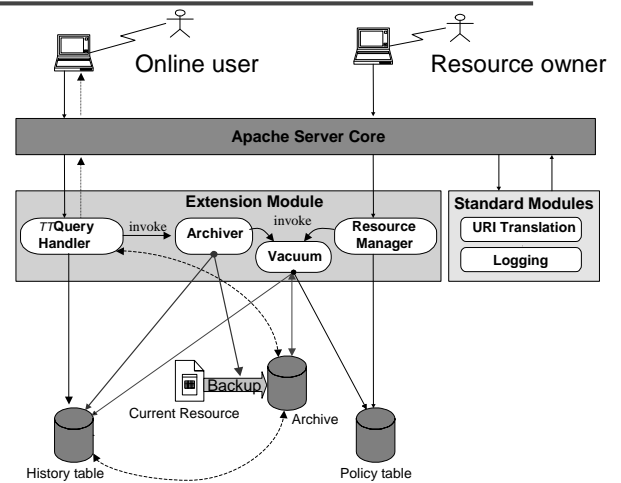 Online user
Resource owner
Apache Server Core
Extension Module
Standard Modules
TTQuery
Handler
invoke
Archiver
invoke
Vacuum
Resource
Manager
URI Translation
Logging
Backup
Current Resource
Archive
History table
Policy table